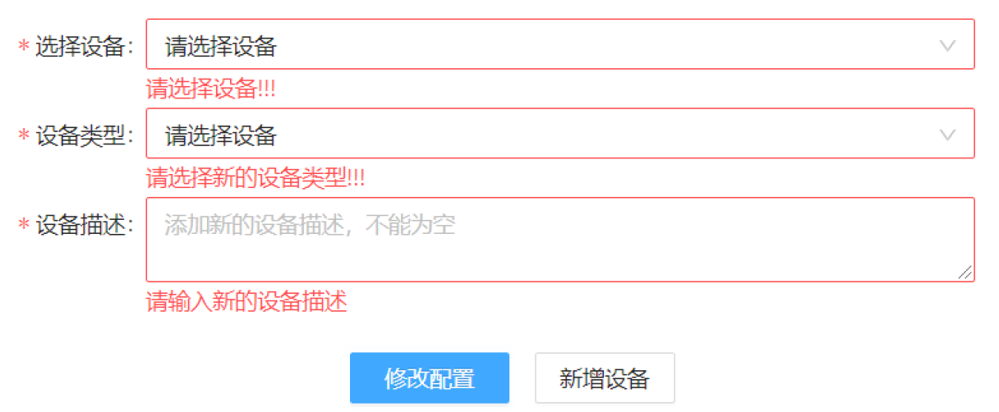 * 选择设备: 请选择设备
请选择设备!!!
* 设备类型: 请选择设备
请选择新的设备类型!!!
* 设备描述: 添加新的设备描述，不能为空
请输入新的设备描述
修改配置 新增设备